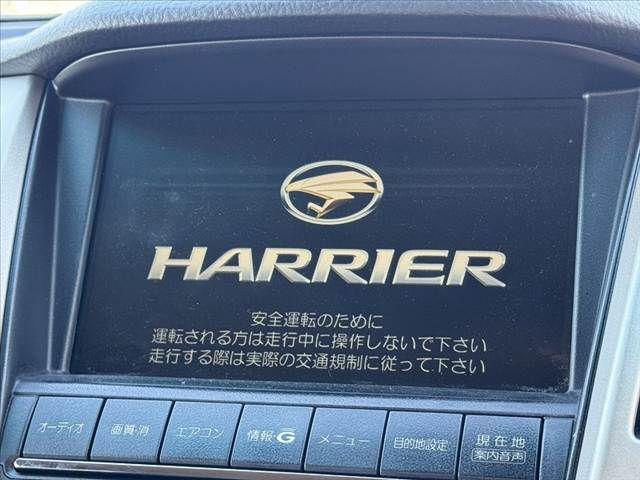 HARRIER
安全運転のために
運転される方は走行中に操作しないで下さい
走行する際は実際の交通規制に従って下さい
オーディオ
画質・消
エアコン
情報・G
メニュー
目的地設定
現在地
案内音声